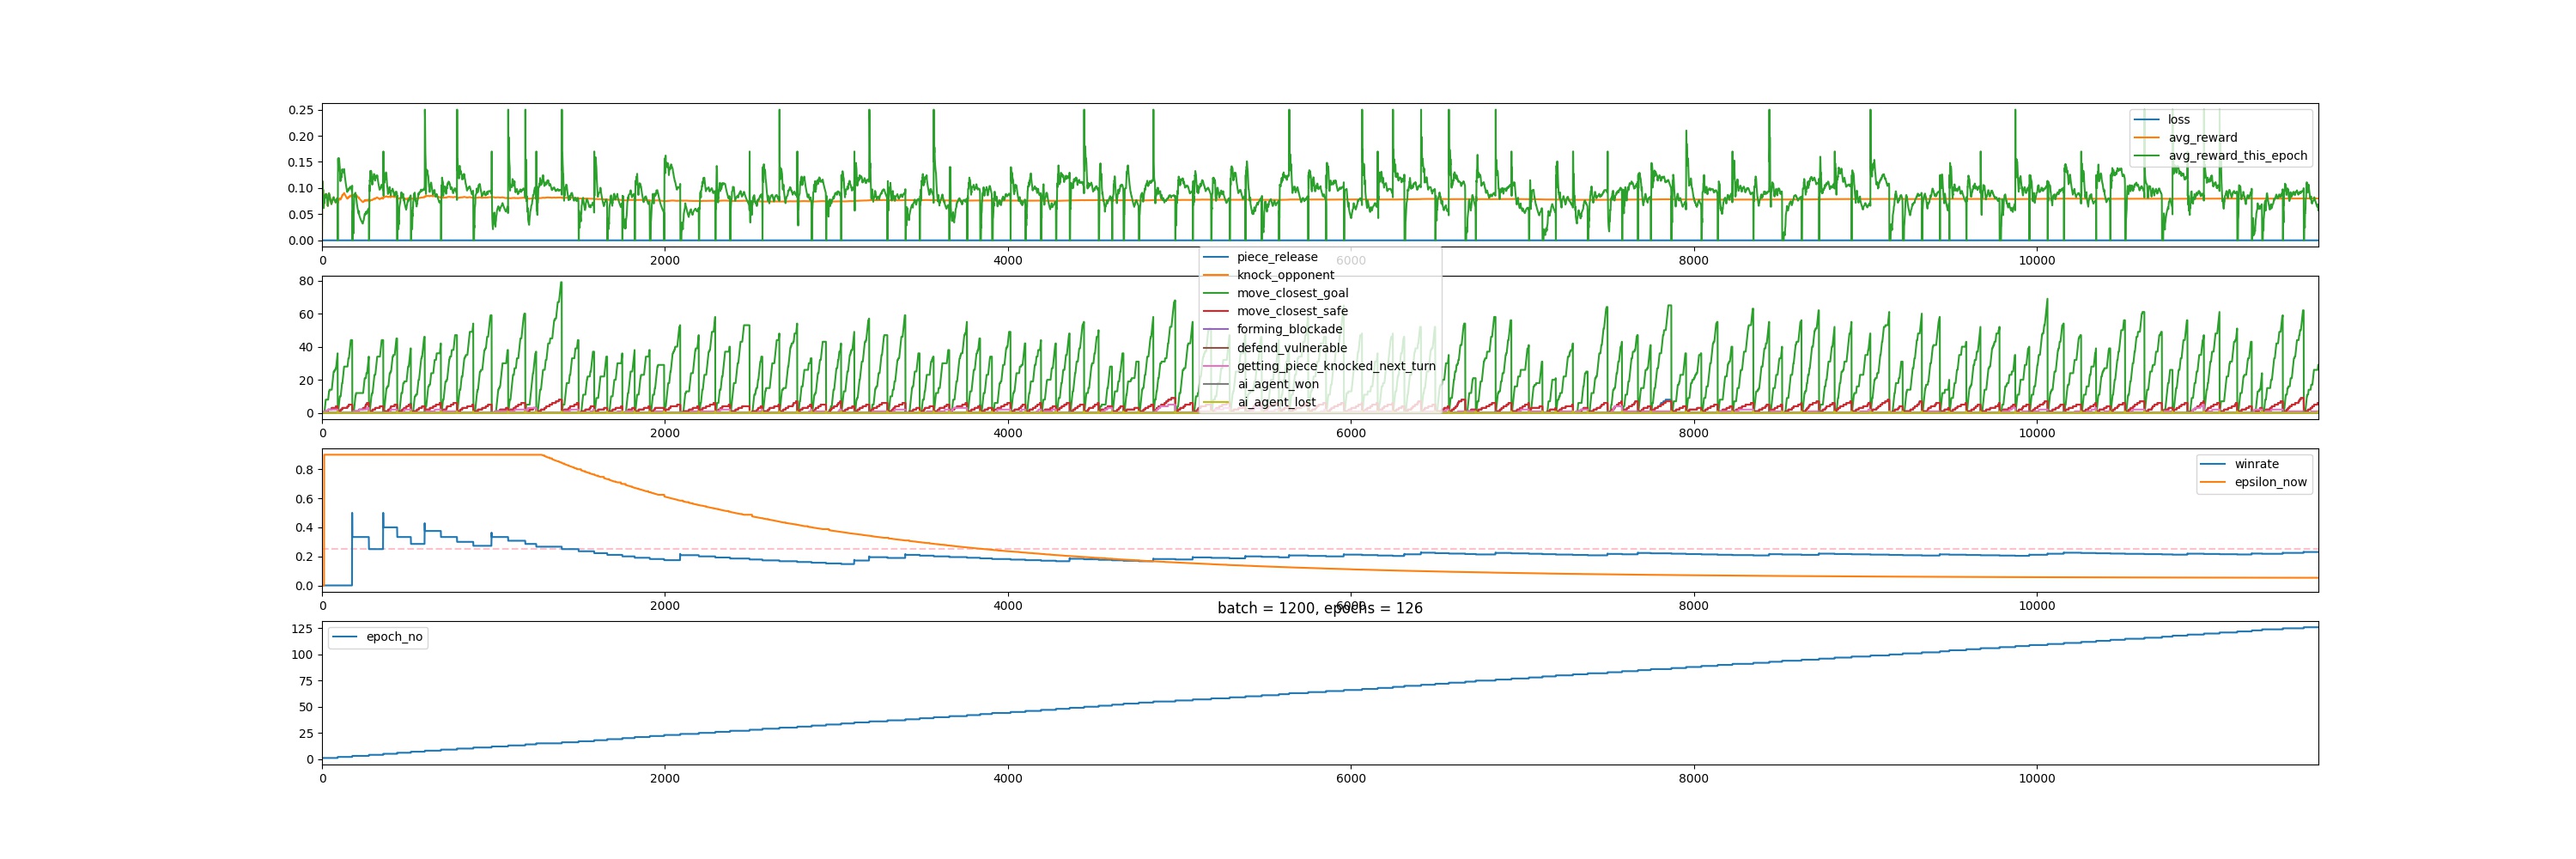 0.25
0.20
0.15
0.10
0.05
0.00
loss
avg_reward
avg_reward_this_epoch
0 2000 4000 6000 8000 10000
80
60
40
20
0
piece_release
knock_opponent
move_closest_goal
move_closest_safe
forming_blockade
defend_vulnerable
getting_piece_knocked_next_turn
ai_agent_won
ai_agent_lost
0 2000 4000 6000 8000 10000
0.8
0.6
0.4
0.2
0.0
winrate
epsilon_now
0 2000 4000 6000 8000 10000
batch = 1200, epochs = 126
125
100
75
50
25
0
epoch_no
0 2000 4000 6000 8000 10000